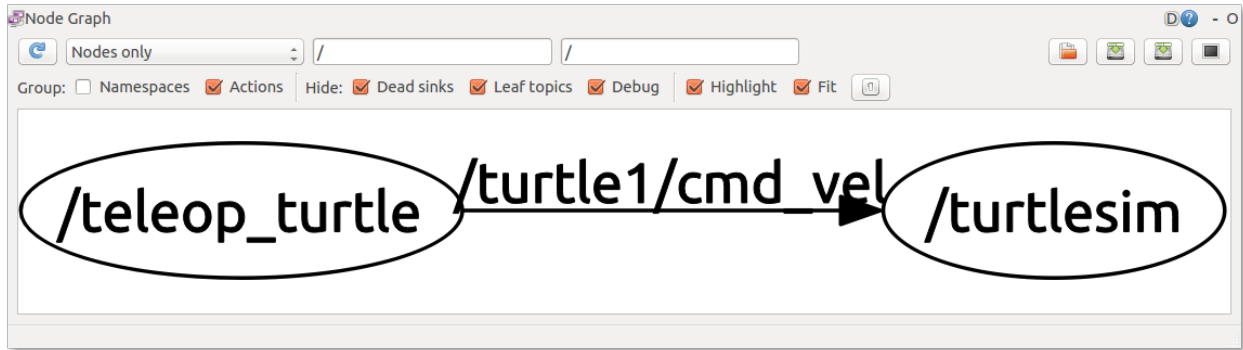 Node Graph D ? - O
Nodes only / /
Group: Namespaces Actions Hide: Dead sinks Leaf topics Debug Highlight Fit
/teleop_turtle /turtle1/cmd_vel /turtlesim